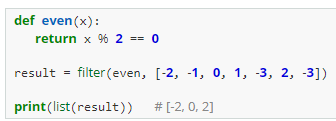 def even(x):
    return x % 2 == 0
result = filter(even, [-2, -1, 0, 1, -3, 2, -3])
print(list(result))   # [-2, 0, 2]